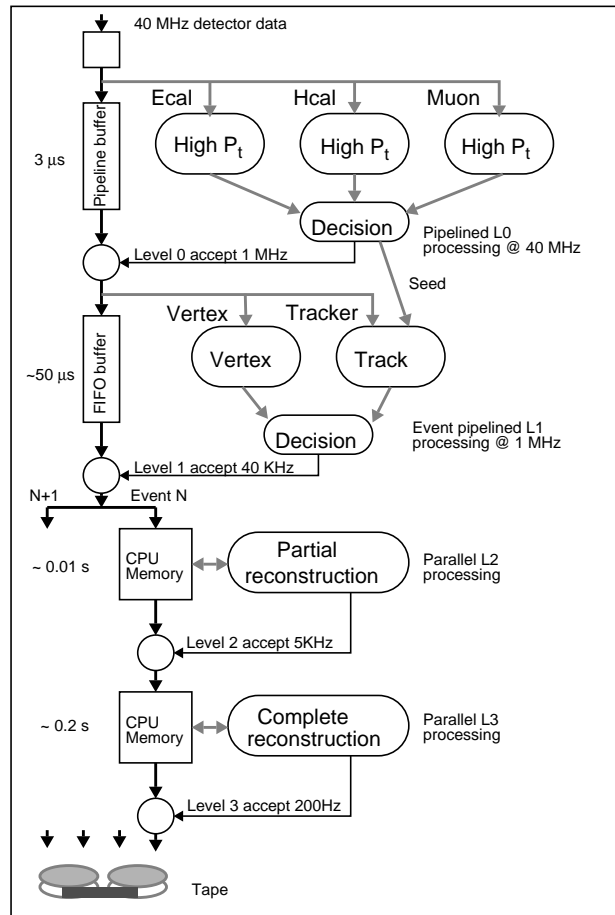 40 MHz detector data
Ecal
Hcal
Muon
Pipeline buffer
3 µs
High Pt
High Pt
High Pt
Decision
Pipelined L0
processing @ 40 MHz
Level 0 accept 1 MHz
Seed
Vertex
Tracker
FIFO buffer
~50 µs
Vertex
Track
Decision
Event pipelined L1
processing @ 1 MHz
Level 1 accept 40 KHz
N+1
Event N
~ 0.01 s
CPU
Memory
Partial
reconstruction
Parallel L2
processing
Level 2 accept 5KHz
~ 0.2 s
CPU
Memory
Complete
reconstruction
Parallel L3
processing
Level 3 accept 200Hz
Tape